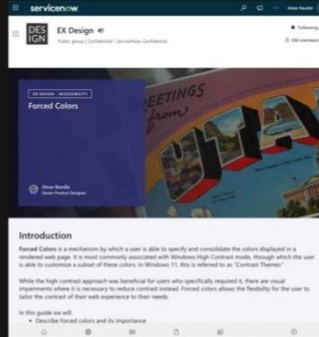 servicenow
DES
IGN
EX Design
Following
Public group | Confidential | ServiceNow Confidential
EX DESIGN - ACCESSIBILITY
Forced Colors
GREETINGS
from
UTA
Senior Product Designer
Introduction
Forced Colors is a mechanism by which a user is able to specify and consolidate the colors displayed in a
rendered web page. It is most commonly associated with Windows High Contrast mode, through which the user
is able to customize a subset of these colors. In Windows 11, this is referred to as "Contrast Themes."
While the high contrast approach was beneficial for users who specifically required it, there are visual
impairments where it is necessary to reduce contrast instead. Forced colors allows the flexibility for the user to
tailor the contrast of their web experience to their needs.
In this guide we will:
• Describe forced colors and its importance.